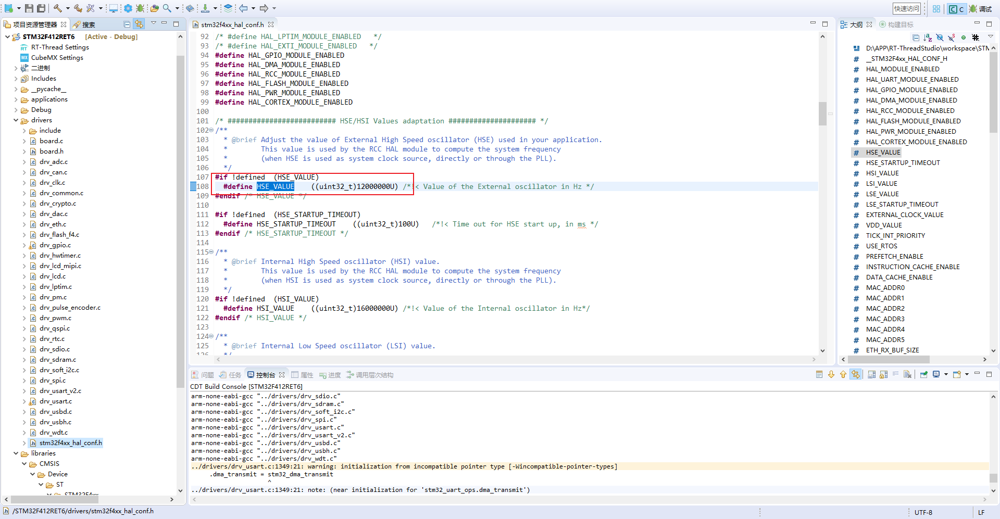 快速访问
C
调试
项目资源管理器
搜索
STM32F412RET6 [Active - Debug]
RT-Thread Settings
CubeMX Settings
二进制
Includes
__pycache__
applications
Debug
drivers
include
board.c
board.h
drv_adc.c
drv_can.c
drv_clk.c
drv_common.c
drv_crypto.c
drv_dac.c
drv_eth.c
drv_flash_f4.c
drv_gpio.c
drv_hwtimer.c
drv_lcd_mipi.c
drv_lcd.c
drv_lptim.c
drv_pm.c
drv_pulse_encoder.c
drv_pwm.c
drv_qspi.c
drv_rtc.c
drv_sdio.c
drv_sdram.c
drv_soft_i2c.c
drv_spi.c
drv_usart_v2.c
drv_usart.c
drv_usbd.c
drv_usbh.c
drv_wdt.c
stm32f4xx_hal_conf.h
libraries
CMSIS
Device
ST
STM32F4xx
stm32f4xx_hal_conf.h
92 /* #define HAL_LPTIM_MODULE_ENABLED */
93 /* #define HAL_EXTI_MODULE_ENABLED */
94 #define HAL_GPIO_MODULE_ENABLED
95 #define HAL_DMA_MODULE_ENABLED
96 #define HAL_RCC_MODULE_ENABLED
97 #define HAL_FLASH_MODULE_ENABLED
98 #define HAL_PWR_MODULE_ENABLED
99 #define HAL_CORTEX_MODULE_ENABLED
100
101 /* ########################## HSE/HSI Values adaptation ##################### */
102 /**
103 * @brief Adjust the value of External High Speed oscillator (HSE) used in your application.
104 * This value is used by the RCC HAL module to compute the system frequency
105 * (when HSE is used as system clock source, directly or through the PLL).
106 */
107 #if !defined (HSE_VALUE)
108 #define HSE_VALUE ((uint32_t)12000000U) /*!< Value of the External oscillator in Hz */
109 #endif /* HSE_VALUE */
110
111 #if !defined (HSE_STARTUP_TIMEOUT)
112 #define HSE_STARTUP_TIMEOUT ((uint32_t)100U) /*!< Time out for HSE start up, in ms */
113 #endif /* HSE_STARTUP_TIMEOUT */
114
115 /**
116 * @brief Internal High Speed oscillator (HSI) value.
117 * This value is used by the RCC HAL module to compute the system frequency
118 * (when HSI is used as system clock source, directly or through the PLL).
119 */
120 #if !defined (HSI_VALUE)
121 #define HSI_VALUE ((uint32_t)16000000U) /*!< Value of the Internal oscillator in Hz*/
122 #endif /* HSI_VALUE */
123
124 /**
125 * @brief Internal Low Speed oscillator (LSI) value.
126 */
大纲
构建目标
D:\APP\RT-ThreadStudio\workspace\STM
__STM32F4xx_HAL_CONF_H
HAL_MODULE_ENABLED
HAL_UART_MODULE_ENABLED
HAL_GPIO_MODULE_ENABLED
HAL_DMA_MODULE_ENABLED
HAL_RCC_MODULE_ENABLED
HAL_FLASH_MODULE_ENABLED
HAL_PWR_MODULE_ENABLED
HAL_CORTEX_MODULE_ENABLED
HSE_VALUE
HSE_STARTUP_TIMEOUT
HSI_VALUE
LSI_VALUE
LSE_VALUE
LSE_STARTUP_TIMEOUT
EXTERNAL_CLOCK_VALUE
VDD_VALUE
TICK_INT_PRIORITY
USE_RTOS
PREFETCH_ENABLE
INSTRUCTION_CACHE_ENABLE
DATA_CACHE_ENABLE
MAC_ADDR0
MAC_ADDR1
MAC_ADDR2
MAC_ADDR3
MAC_ADDR4
MAC_ADDR5
ETH_RX_BUF_SIZE
问题 任务 控制台 属性 进度 调用层次结构
CDT Build Console [STM32F412RET6]
arm-none-eabi-gcc "../drivers/drv_sdio.c"
arm-none-eabi-gcc "../drivers/drv_sdram.c"
arm-none-eabi-gcc "../drivers/drv_soft_i2c.c"
arm-none-eabi-gcc "../drivers/drv_spi.c"
arm-none-eabi-gcc "../drivers/drv_usart.c"
arm-none-eabi-gcc "../drivers/drv_usart_v2.c"
arm-none-eabi-gcc "../drivers/drv_usbd.c"
arm-none-eabi-gcc "../drivers/drv_usbh.c"
arm-none-eabi-gcc "../drivers/drv_wdt.c"
../drivers/drv_usart.c:1349:21: warning: initialization from incompatible pointer type [-Wincompatible-pointer-types]
.dma_transmit = stm32_dma_transmit
^
../drivers/drv_usart.c:1349:21: note: (near initialization for 'stm32_uart_ops.dma_transmit')
/STM32F412RET6/drivers/stm32f4xx_hal_conf.h
UTF-8
LF